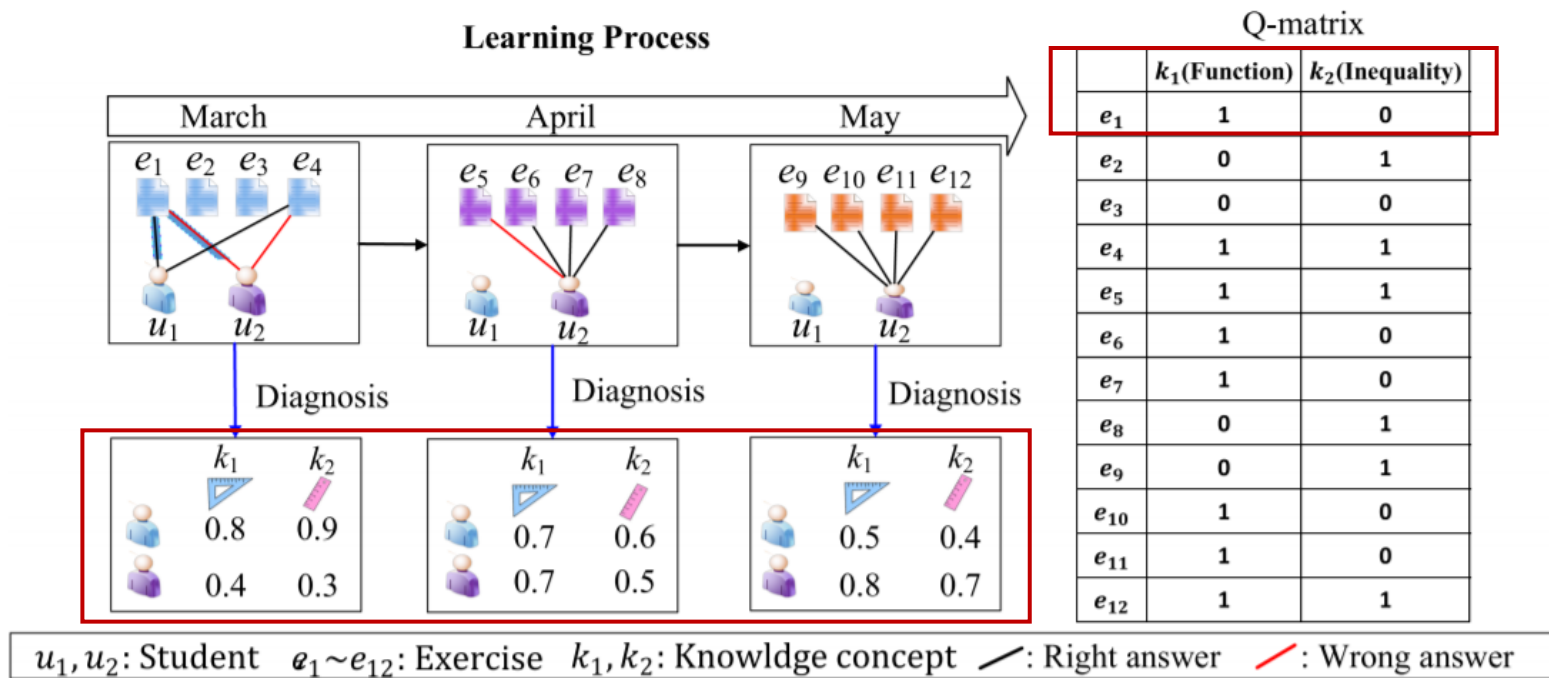 Learning Process
March April May
e1 e2 e3 e4
e5 e6 e7 e8
e9 e10 e11 e12
u1 u2
u1 u2
u1 u2
Diagnosis Diagnosis Diagnosis
k1 k2
0.8 0.9
0.4 0.3
k1 k2
0.7 0.6
0.7 0.5
k1 k2
0.5 0.4
0.8 0.7
Q-matrix
k1(Function) k2(Inequality)
e1 1 0
e2 0 1
e3 0 0
e4 1 1
e5 1 1
e6 1 0
e7 1 0
e8 0 1
e9 0 1
e10 1 0
e11 1 0
e12 1 1
u1, u2: Student e1~e12: Exercise k1, k2: Knowldge concept : Right answer : Wrong answer